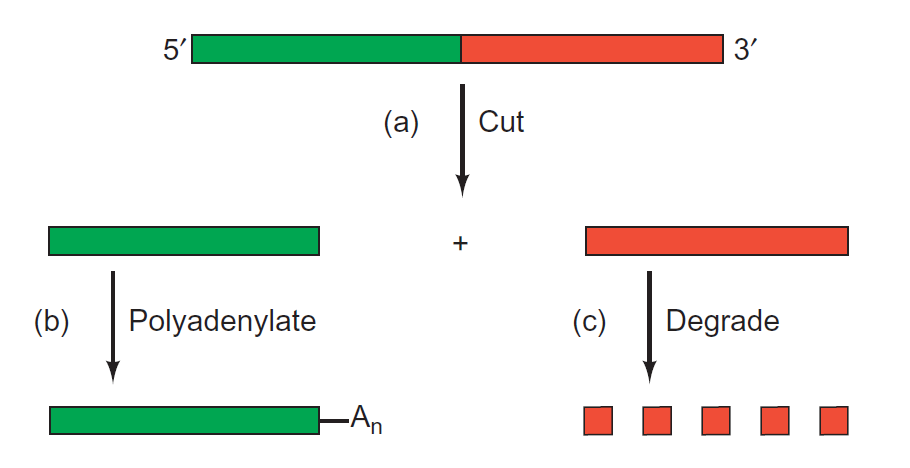 5′ 3′
(a) Cut
+
(b) Polyadenylate (c) Degrade
Aₙ